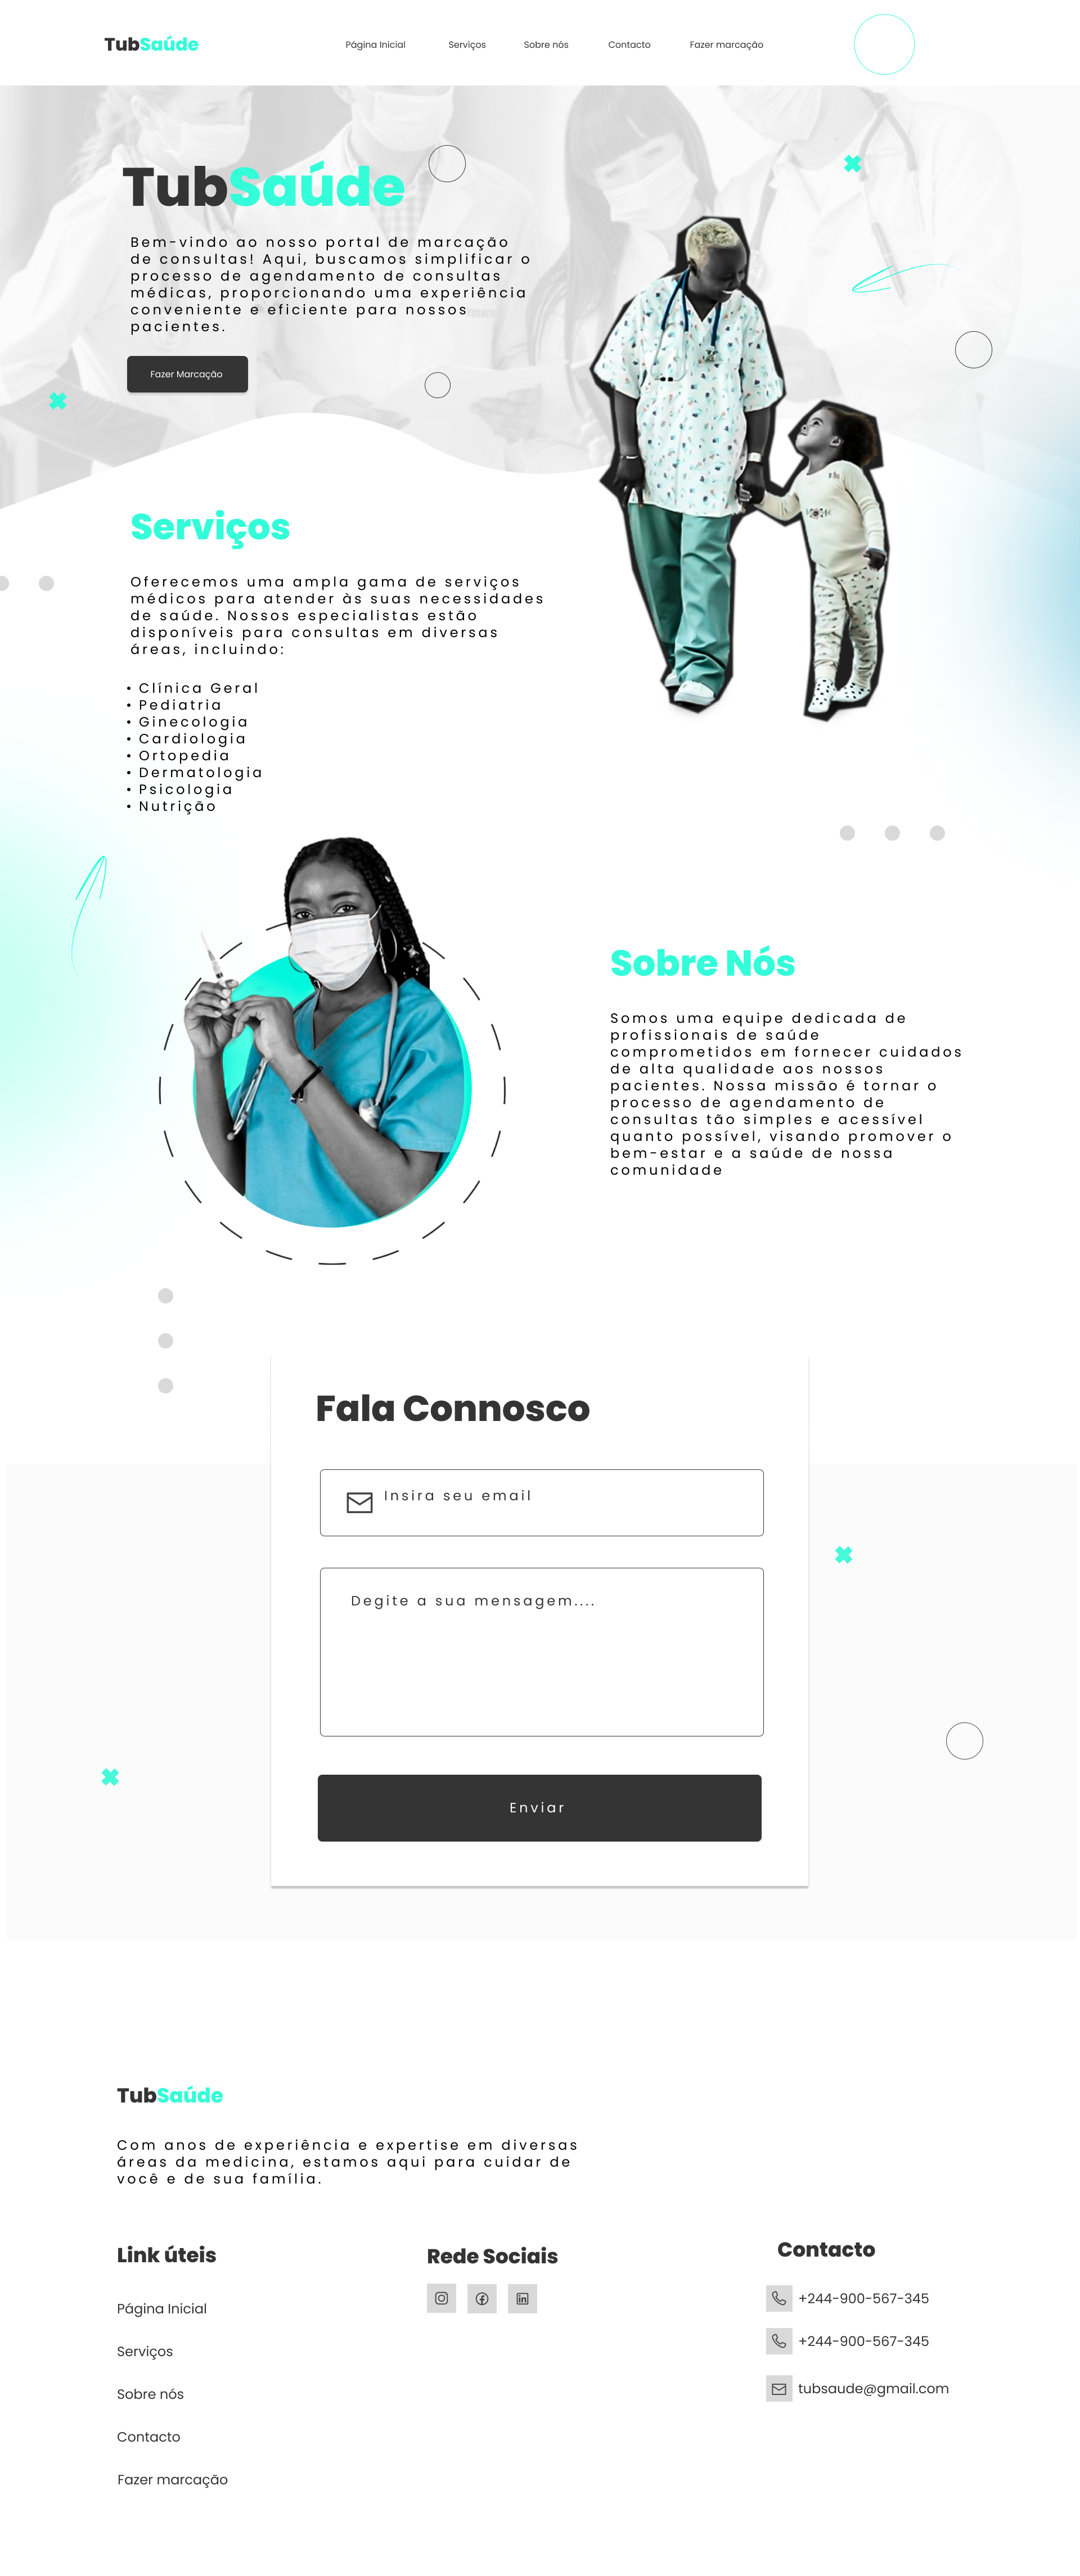 TubSaúde
Página Inicial
Serviços
Sobre nós
Contacto
Fazer marcação
TubSaúde
Bem-vindo ao nosso portal de marcação
de consultas! Aqui, buscamos simplificar o
processo de agendamento de consultas
médicas, proporcionando uma experiência
conveniente e eficiente para nossos
pacientes.
Fazer Marcação
Serviços
Oferecemos uma ampla gama de serviços
médicos para atender às suas necessidades
de saúde. Nossos especialistas estão
disponíveis para consultas em diversas
áreas, incluindo:
• Clínica Geral
• Pediatria
• Ginecologia
• Cardiologia
• Ortopedia
• Dermatologia
• Psicologia
• Nutrição
Sobre Nós
Somos uma equipe dedicada de
profissionais de saúde
comprometidos em fornecer cuidados
de alta qualidade aos nossos
pacientes. Nossa missão é tornar o
processo de agendamento de
consultas tão simples e acessível
quanto possível, visando promover o
bem-estar e a saúde de nossa
comunidade
Fala Connosco
Insira seu email
Degite a sua mensagem....
Enviar
TubSaúde
Com anos de experiência e expertise em diversas
áreas da medicina, estamos aqui para cuidar de
você e de sua família.
Link úteis
Página Inicial
Serviços
Sobre nós
Contacto
Fazer marcação
Rede Sociais
Contacto
+244-900-567-345
+244-900-567-345
tubsaude@gmail.com